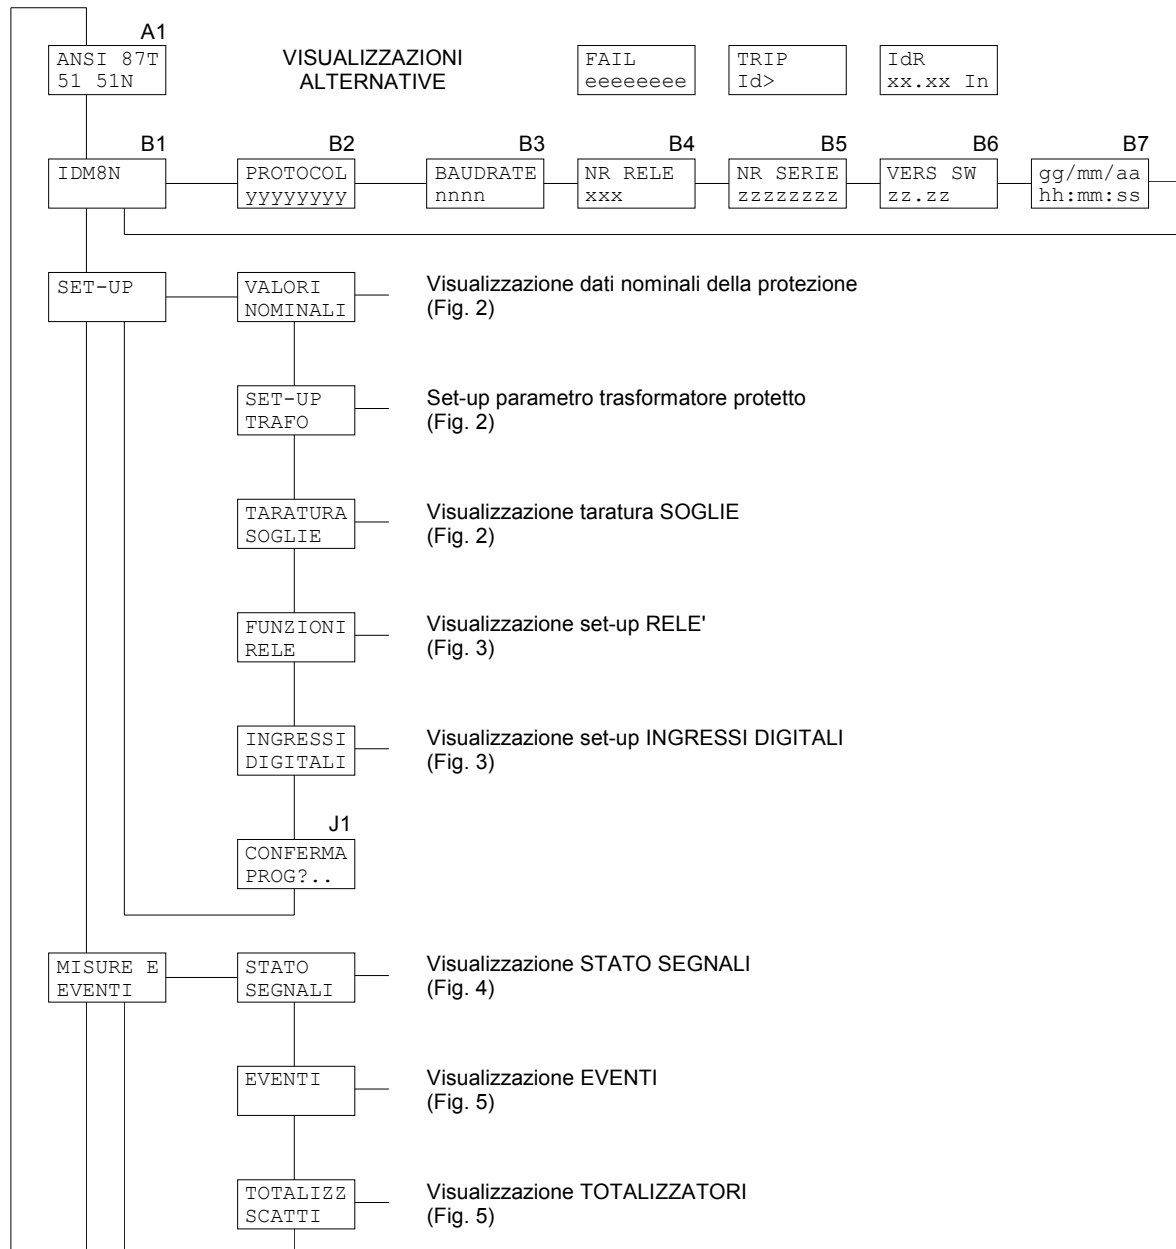 A1
ANSI 87T
51 51N
VISUALIZZAZIONI
ALTERNATIVE
FAIL
eeeeeeee
TRIP
Id>
IdR
xx.xx In
B1
IDM8N
B2
PROTOCOL
yyyyyyyy
B3
BAUDRATE
nnnn
B4
NR RELE
xxx
B5
NR SERIE
zzzzzzzz
B6
VERS SW
zz.zz
B7
gg/mm/aa
hh:mm:ss
SET-UP
VALORI
NOMINALI
Visualizzazione dati nominali della protezione
(Fig. 2)
SET-UP
TRAFO
Set-up parametro trasformatore protetto
(Fig. 2)
TARATURA
SOGLIE
Visualizzazione taratura SOGLIE
(Fig. 2)
FUNZIONI
RELE
Visualizzazione set-up RELE'
(Fig. 3)
INGRESSI
DIGITALI
Visualizzazione set-up INGRESSI DIGITALI
(Fig. 3)
J1
CONFERMA
PROG?..
MISURE E
EVENTI
STATO
SEGNALI
Visualizzazione STATO SEGNALI
(Fig. 4)
EVENTI
Visualizzazione EVENTI
(Fig. 5)
TOTALIZZ
SCATTI
Visualizzazione TOTALIZZATORI
(Fig. 5)